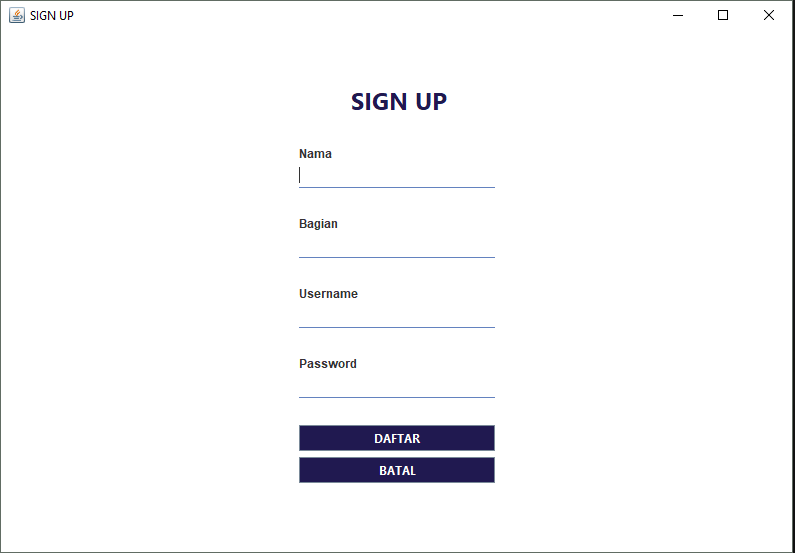 SIGN UP
SIGN UP
Nama
Bagian
Username
Password
DAFTAR
BATAL